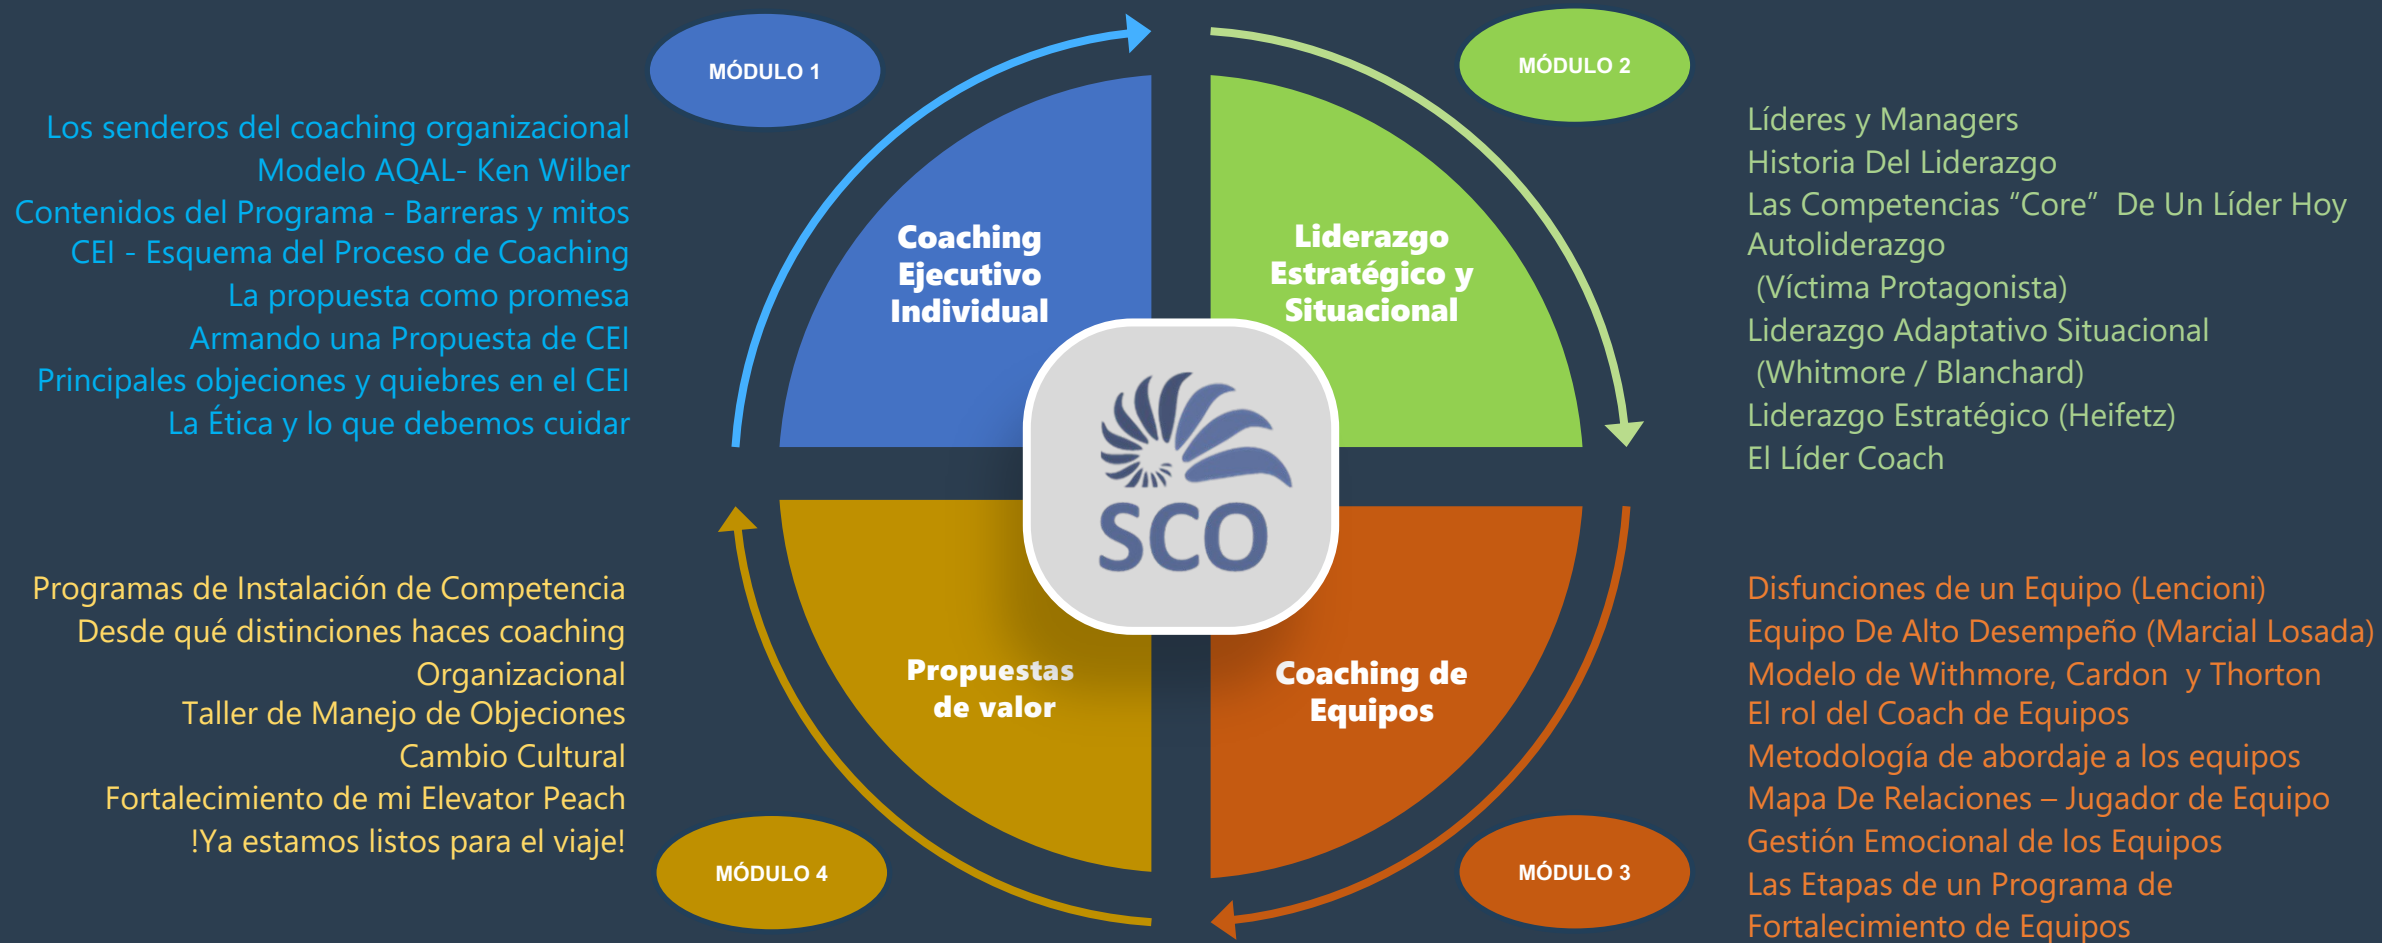 MÓDULO 1
Los senderos del coaching organizacional
Modelo AQAL- Ken Wilber
Contenidos del Programa - Barreras y mitos
CEI - Esquema del Proceso de Coaching
La propuesta como promesa
Armando una Propuesta de CEI
Principales objeciones y quiebres en el CEI
La Ética y lo que debemos cuidar
Coaching
Ejecutivo
Individual
MÓDULO 2
Liderazgo
Estratégico y
Situacional
Líderes y Managers
Historia Del Liderazgo
Las Competencias “Core”  De Un Líder Hoy
Autoliderazgo
(Víctima Protagonista)
Liderazgo Adaptativo Situacional
(Whitmore / Blanchard)
Liderazgo Estratégico (Heifetz)
El Líder Coach
SCO
Programas de Instalación de Competencia
Desde qué distinciones haces coaching
Organizacional
Taller de Manejo de Objeciones
Cambio Cultural
Fortalecimiento de mi Elevator Peach
!Ya estamos listos para el viaje!
Propuestas
de valor
MÓDULO 4
Coaching de
Equipos
MÓDULO 3
Disfunciones de un Equipo (Lencioni)
Equipo De Alto Desempeño (Marcial Losada)
Modelo de Withmore, Cardon  y Thorton
El rol del Coach de Equipos
Metodología de abordaje a los equipos
Mapa De Relaciones – Jugador de Equipo
Gestión Emocional de los Equipos
Las Etapas de un Programa de
Fortalecimiento de Equipos